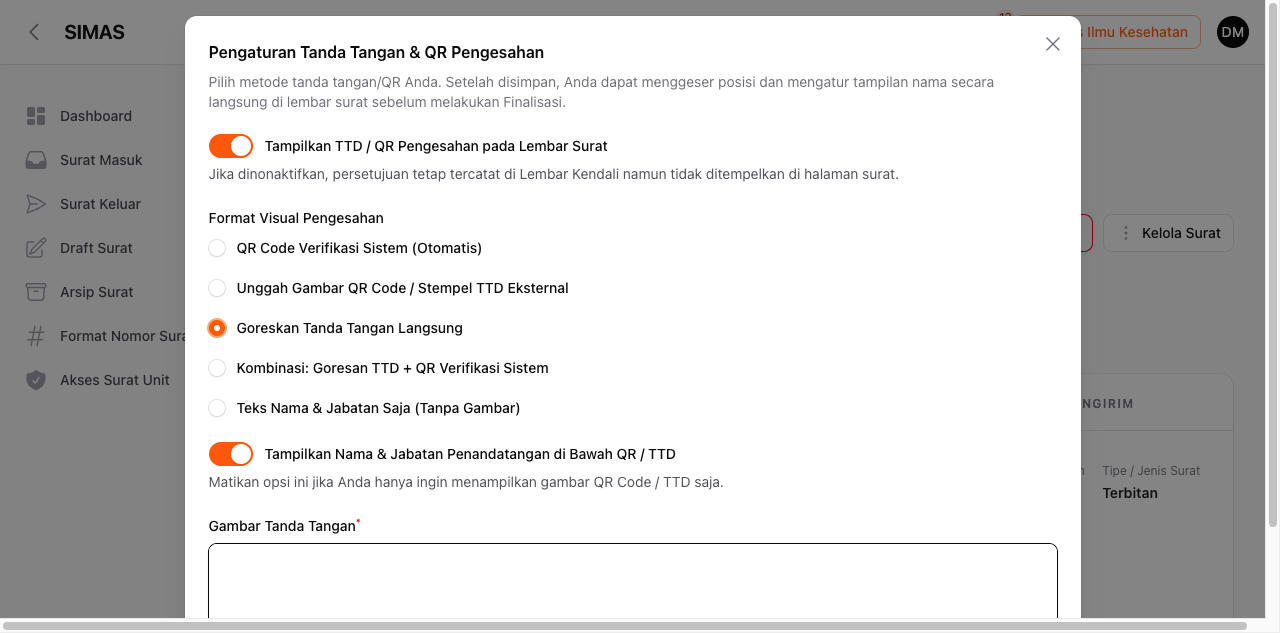 SIMAS
Ilmu Kesehatan
DM
Dashboard
Surat Masuk
Surat Keluar
Draft Surat
Arsip Surat
Format Nomor Sura
Akses Surat Unit
Pengaturan Tanda Tangan & QR Pengesahan
Pilih metode tanda tangan/QR Anda. Setelah disimpan, Anda dapat menggeser posisi dan mengatur tampilan nama secara
langsung di lembar surat sebelum melakukan Finalisasi.
Tampilkan TTD / QR Pengesahan pada Lembar Surat
Jika dinonaktifkan, persetujuan tetap tercatat di Lembar Kendali namun tidak ditempelkan di halaman surat.
Format Visual Pengesahan
QR Code Verifikasi Sistem (Otomatis)
Unggah Gambar QR Code / Stempel TTD Eksternal
Goreskan Tanda Tangan Langsung
Kombinasi: Goresan TTD + QR Verifikasi Sistem
Teks Nama & Jabatan Saja (Tanpa Gambar)
Tampilkan Nama & Jabatan Penandatangan di Bawah QR / TTD
Matikan opsi ini jika Anda hanya ingin menempilkan gambar QR Code / TTD saja.
Gambar Tanda Tangan*
Kelola Surat
NGIRIM
Tipe / Jenis Surat
Terbitan